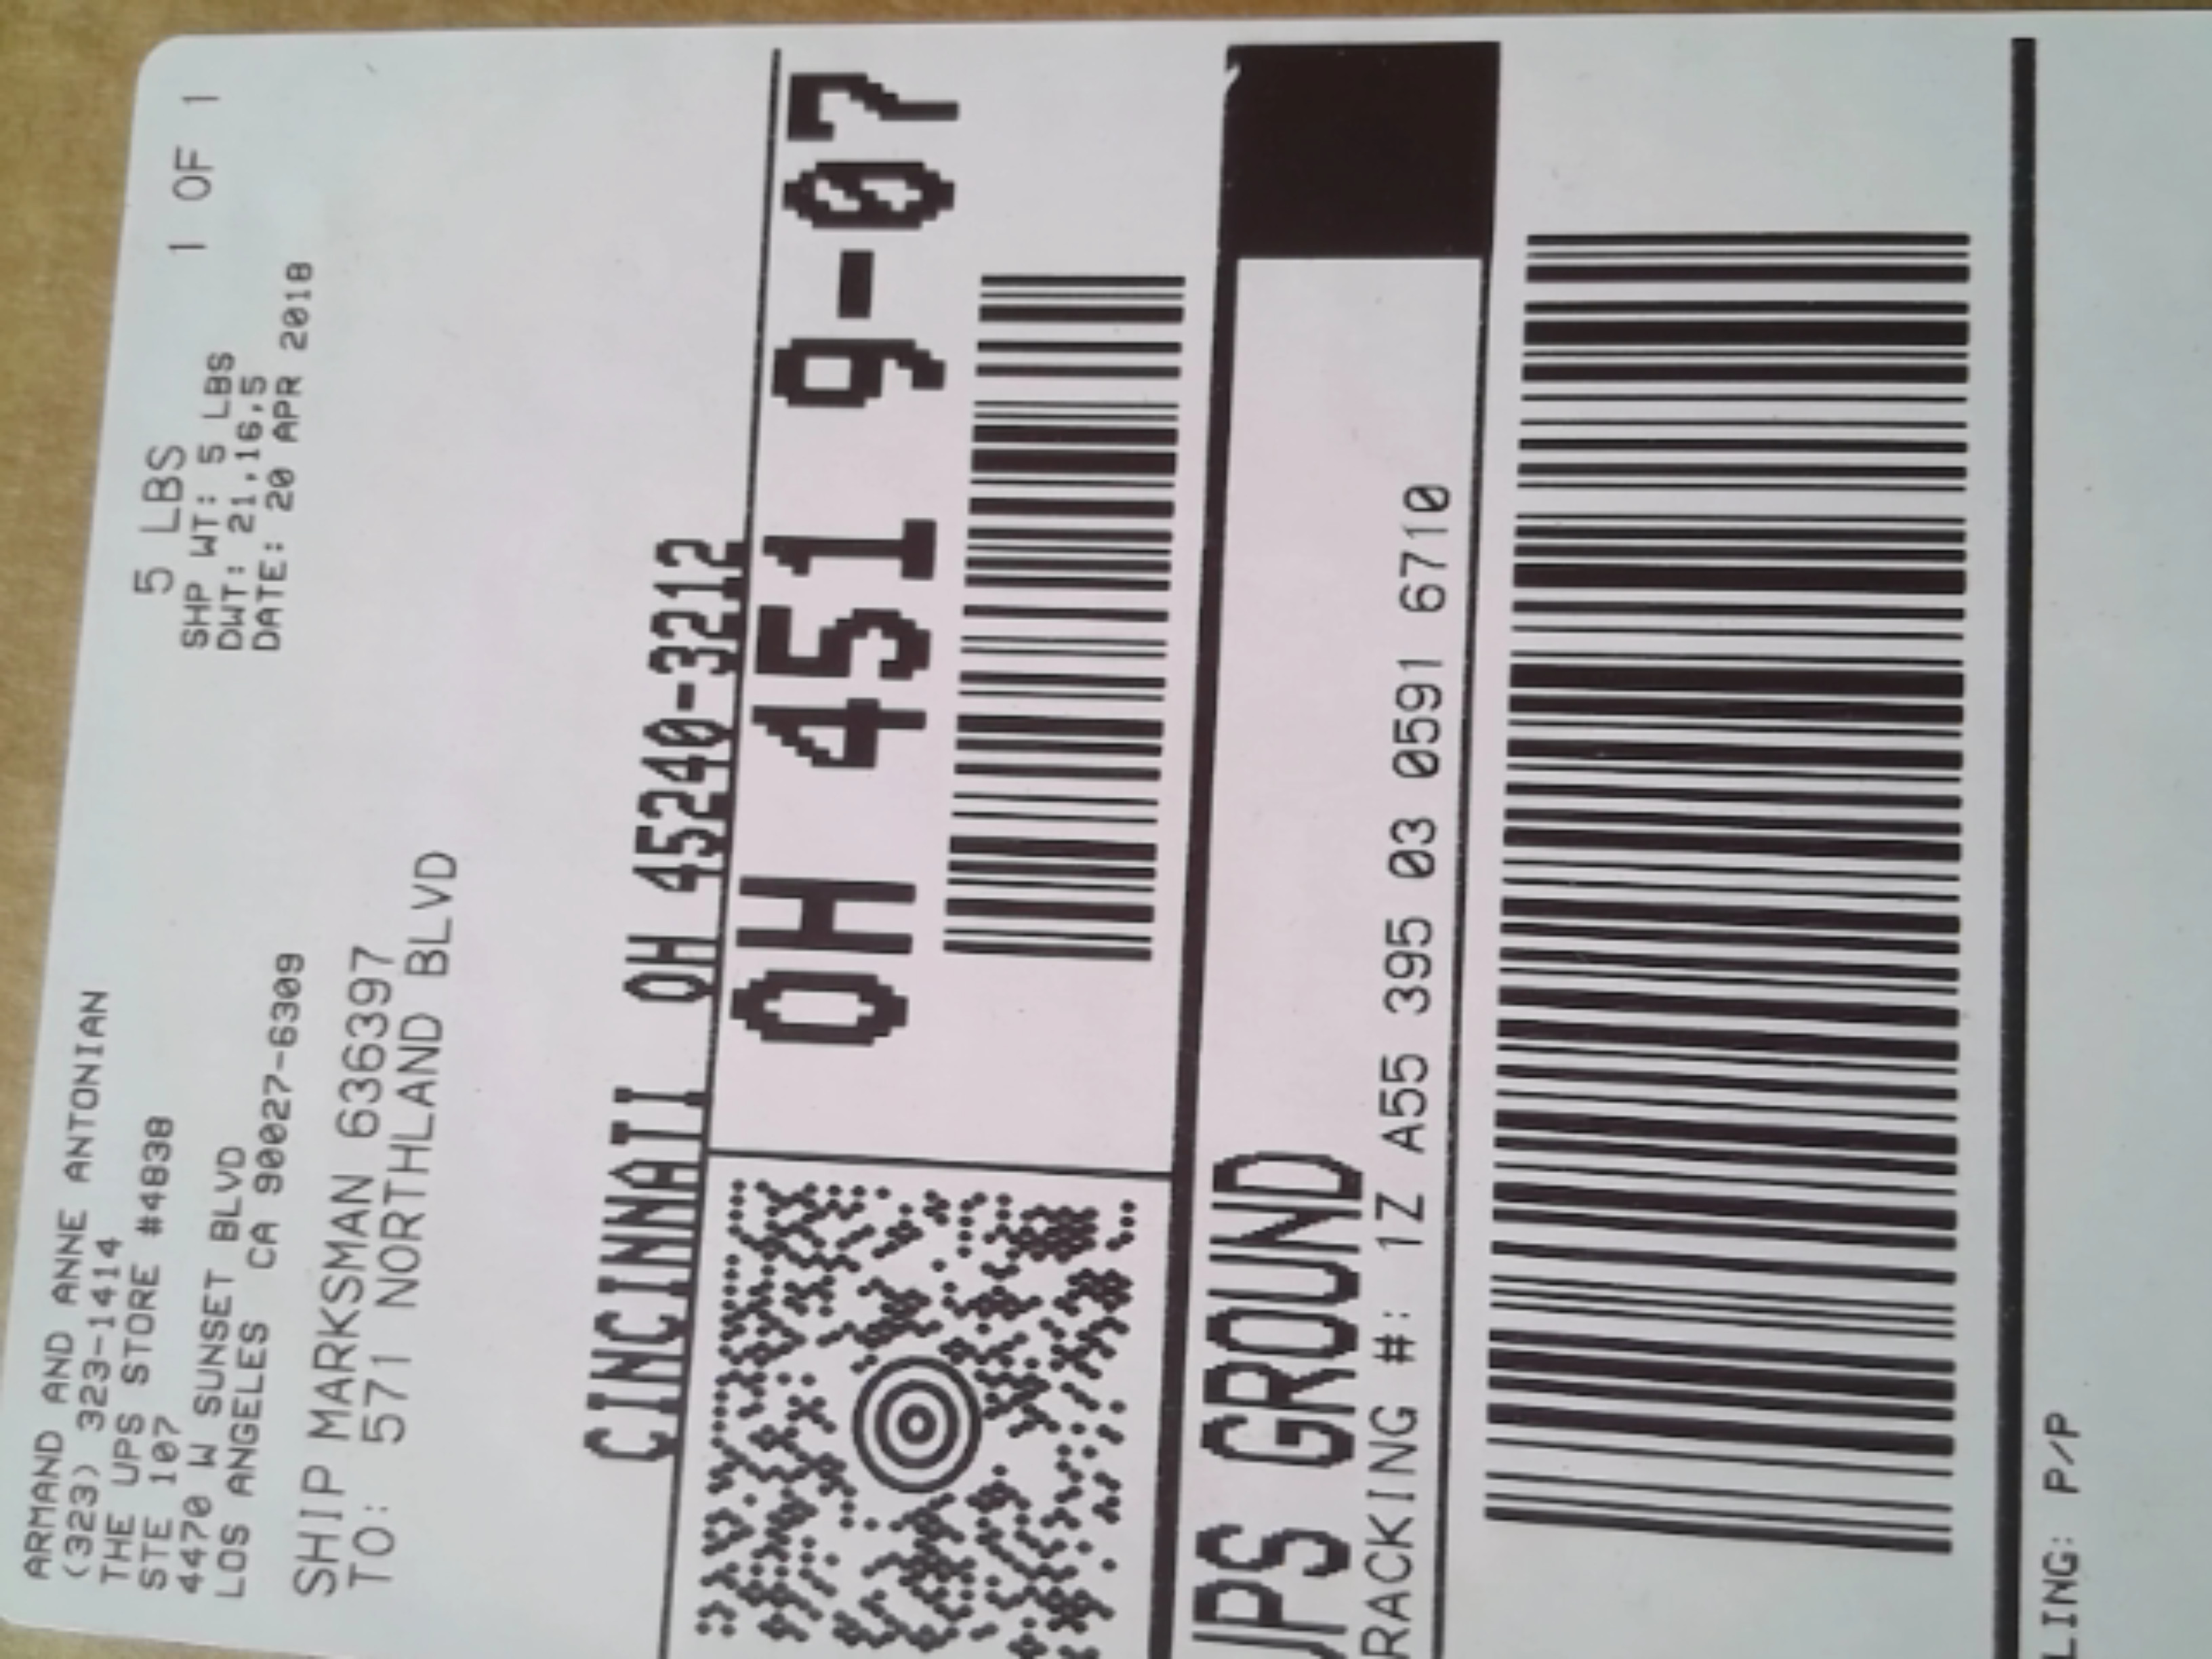 ARMAND AND ANNE ANTONIAN
(323) 323-1414
THE UPS STORE #4838
STE 107
4470 W SUNSET BLVD
LOS ANGELES CA 90027-6309
5 LBS 1 OF 1
SHP WT: 5 LBS
DWT: 21,16,5
DATE: 20 APR 2018
SHIP MARKSMAN 636397
TO: 571 NORTHLAND BLVD
CINCINNATI OH 45240-3212
OH 451 9-07
UPS GROUND
RACKING #: 1Z A55 395 03 0591 6710
LING: P/P